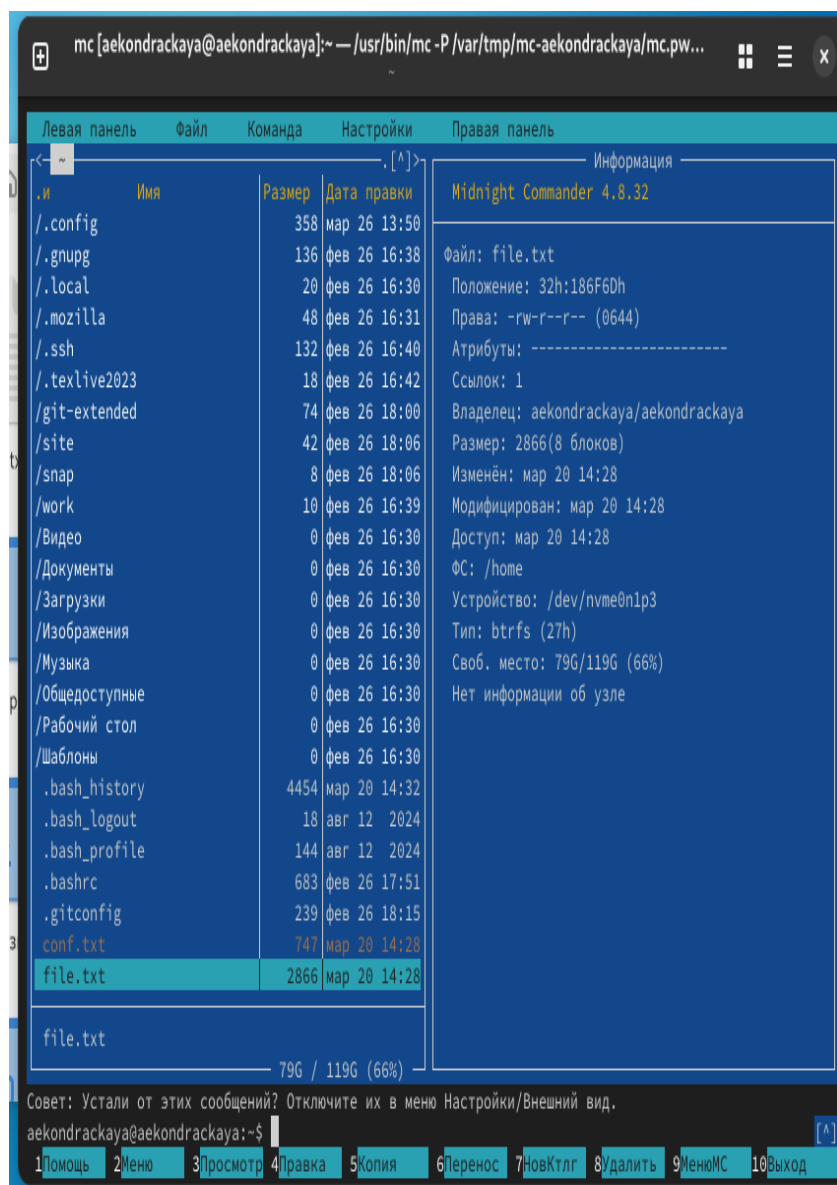 mc [aekondrackaya@aekondrackaya]:~ — /usr/bin/mc -P /var/tmp/mc-aekondrackaya/mc.pw…
~
Левая панель Файл Команда Настройки Правая панель
<- ~ .[^]>
.и Имя Размер Дата правки
/.config 358 мар 26 13:50
/.gnupg 136 фев 26 16:38
/.local 20 фев 26 16:30
/.mozilla 48 фев 26 16:31
/.ssh 132 фев 26 16:40
/.texlive2023 18 фев 26 16:42
/git-extended 74 фев 26 18:00
/site 42 фев 26 18:06
/snap 8 фев 26 18:06
/work 10 фев 26 16:39
/Видео 0 фев 26 16:30
/Документы 0 фев 26 16:30
/Загрузки 0 фев 26 16:30
/Изображения 0 фев 26 16:30
/Музыка 0 фев 26 16:30
/Общедоступные 0 фев 26 16:30
/Рабочий стол 0 фев 26 16:30
/Шаблоны 0 фев 26 16:30
.bash_history 4454 мар 20 14:32
.bash_logout 18 авг 12 2024
.bash_profile 144 авг 12 2024
.bashrc 683 фев 26 17:51
.gitconfig 239 фев 26 18:15
conf.txt 747 мар 20 14:28
file.txt 2866 мар 20 14:28
file.txt
79G / 119G (66%)
Информация
Midnight Commander 4.8.32
Файл: file.txt
Положение: 32h:186F6Dh
Права: -rw-r--r-- (0644)
Атрибуты: -------------------------
Ссылок: 1
Владелец: aekondrackaya/aekondrackaya
Размер: 2866(8 блоков)
Изменён: мар 20 14:28
Модифицирован: мар 20 14:28
Доступ: мар 20 14:28
ФС: /home
Устройство: /dev/nvme0n1p3
Тип: btrfs (27h)
Своб. место: 79G/119G (66%)
Нет информации об узле
Совет: Устали от этих сообщений? Отключите их в меню Настройки/Внешний вид.
aekondrackaya@aekondrackaya:~$ [^]
1Помощь 2Меню 3Просмотр 4Правка 5Копия 6Перенос 7НовКтлг 8Удалить 9МенюMC 10Выход